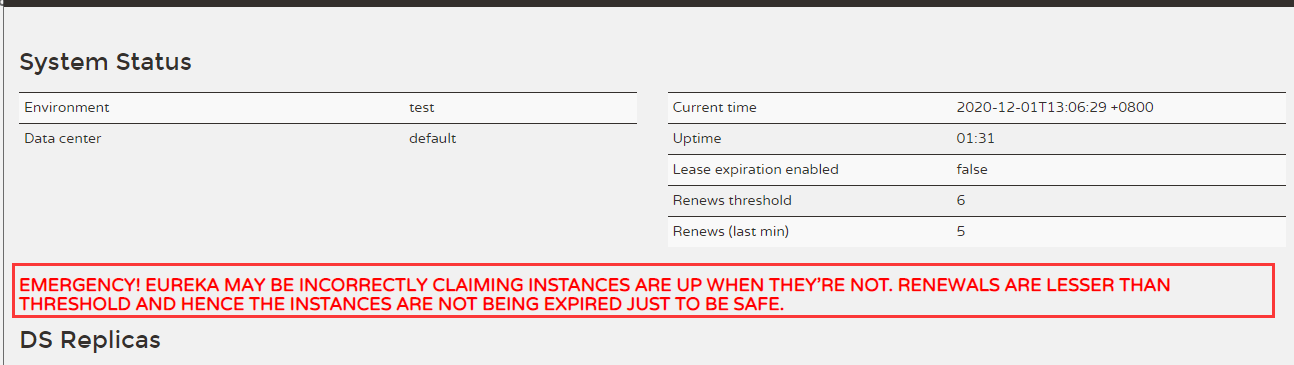 System Status
Environment test
Data center default
Current time 2020-12-01T13:06:29 +0800
Uptime 01:31
Lease expiration enabled false
Renews threshold 6
Renews (last min) 5
EMERGENCY! EUREKA MAY BE INCORRECTLY CLAIMING INSTANCES ARE UP WHEN THEY'RE NOT. RENEWALS ARE LESSER THAN
THRESHOLD AND HENCE THE INSTANCES ARE NOT BEING EXPIRED JUST TO BE SAFE.
DS Replicas